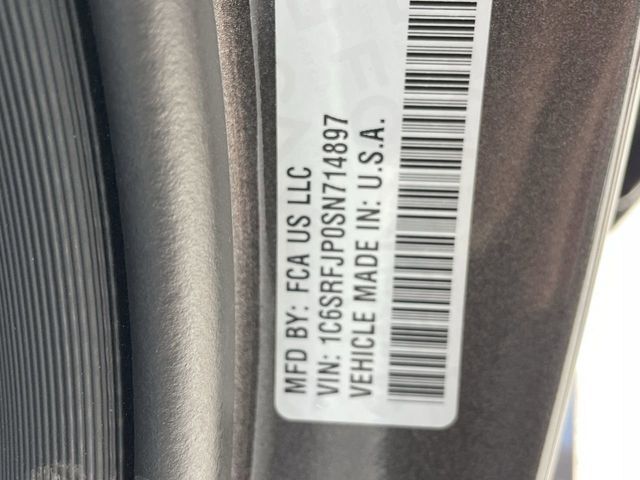 MFD BY: FCA US LLC
VIN: 1C6SRFJP0SN714897
VEHICLE MADE IN: U.S.A.